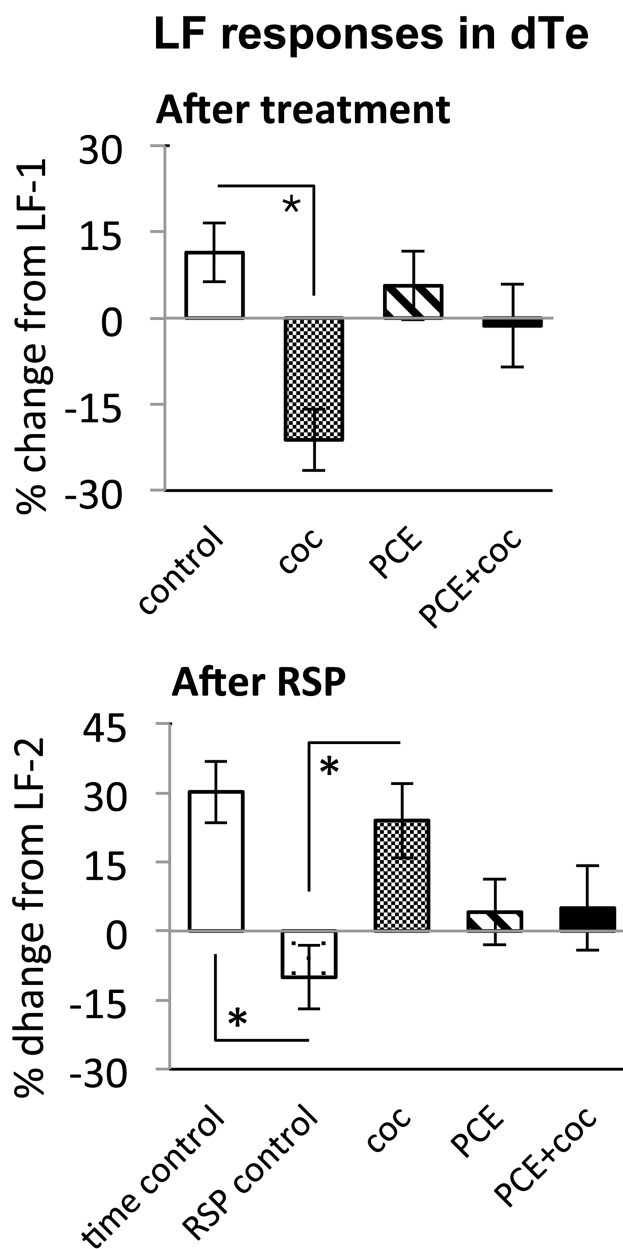 LF responses in dTe
After treatment
% change from LF-1
30
15
0
-15
-30
*
control
coc
PCE
PCE+coc
After RSP
% dhange from LF-2
45
30
15
0
-15
-30
*
*
time control
RSP control
coc
PCE
PCE+coc